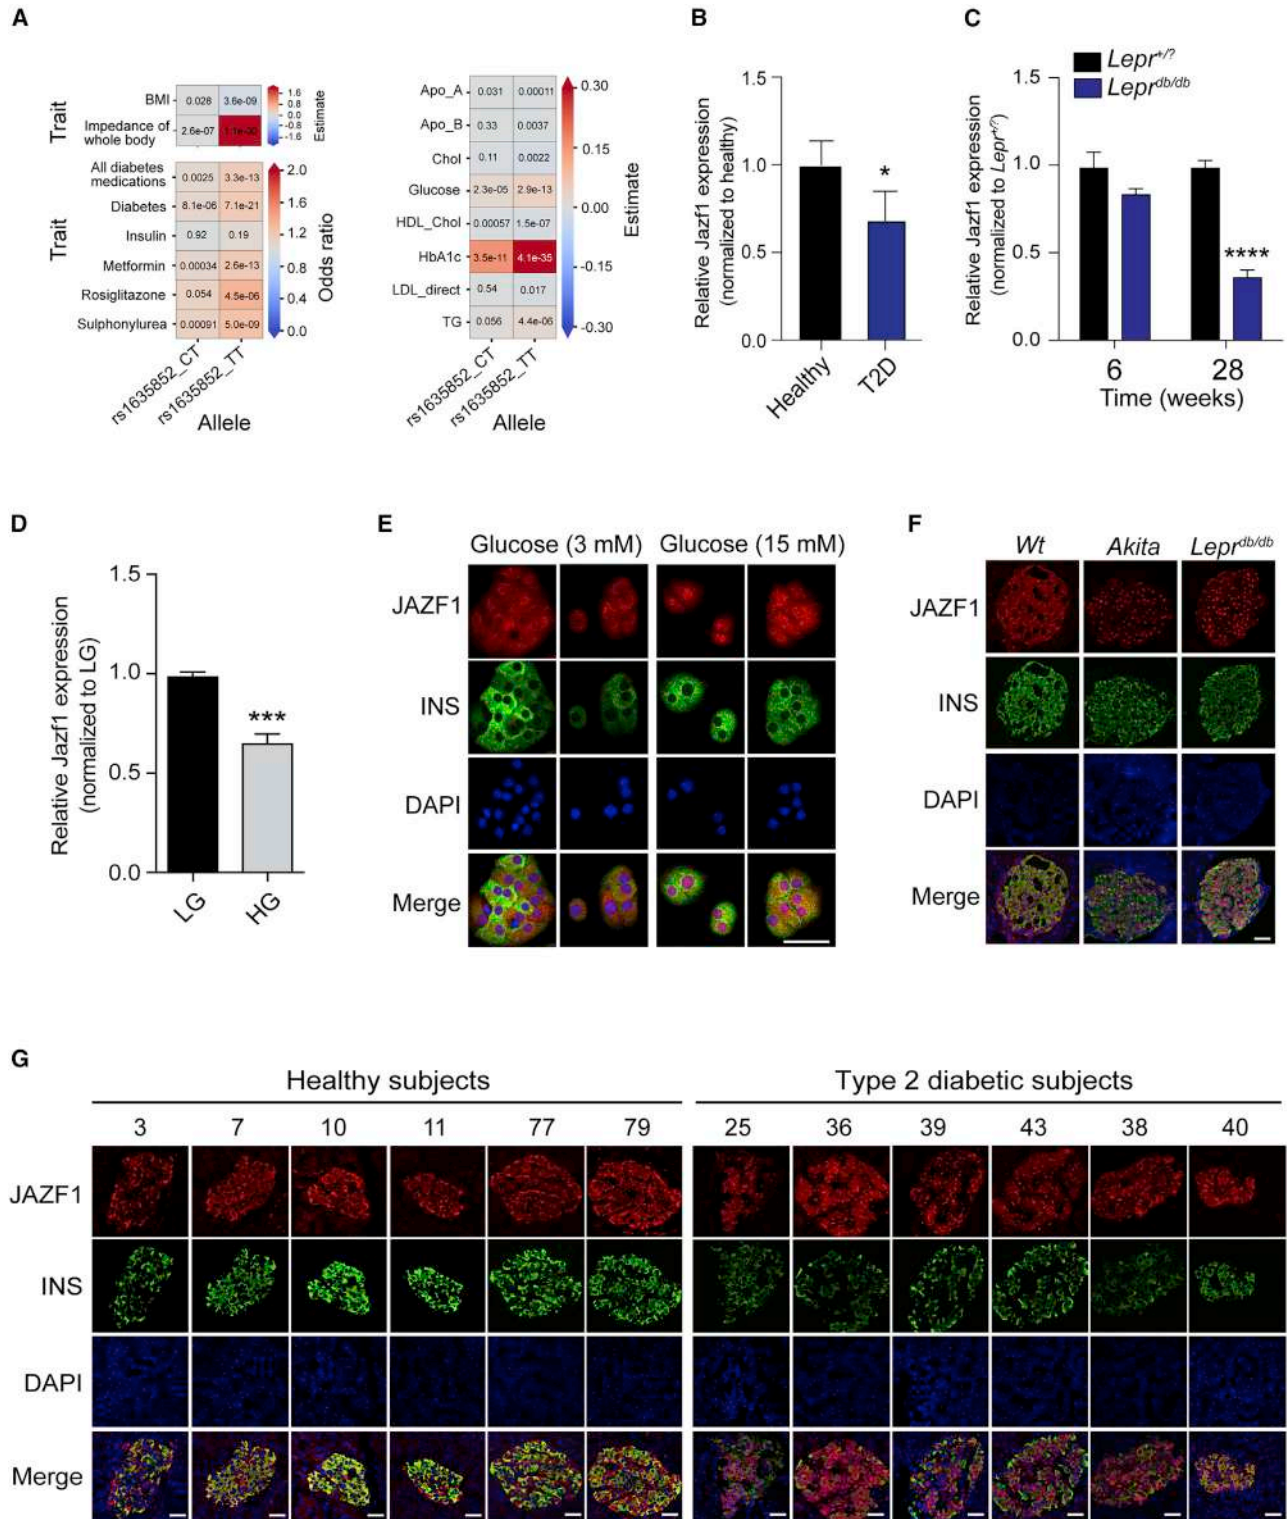 A
Trait
BMI
Impedance of
whole body
0.028
3.6e-09
2.6e-07
1.6
0.8
0.0
-0.8
-1.6
Estimate
Trait
All diabetes
medications
0.0025
3.3e-13
Diabetes
8.1e-06
7.1e-21
Insulin
0.92
0.19
Metformin
0.00034
2.6e-13
Rosiglitazone
0.054
4.5e-06
Sulphonylurea
0.00091
5.0e-09
2.0
1.6
1.2
0.8
0.4
0.0
Odds ratio
rs1635852_CT
rs1635852_TT
Allele
Apo_A
0.031
0.00011
Apo_B
0.33
0.0037
Chol
0.11
0.0022
Glucose
2.3e-05
2.9e-13
HDL_Chol
0.00057
1.5e-07
HbA1c
3.5e-11
4.1e-35
LDL_direct
0.54
0.017
TG
0.056
4.4e-06
0.30
0.15
0.00
-0.15
-0.30
Estimate
rs1635852_CT
rs1635852_TT
Allele
B
Relative Jazf1 expression
(normalized to healthy)
1.5
1.0
0.5
0.0
*
Healthy
T2D
C
Lepr+/?
Leprdb/db
Relative Jazf1 expression
(normalized to Lepr+/?)
1.5
1.0
0.5
0.0
****
6
28
Time (weeks)
D
Relative Jazf1 expression
(normalized to LG)
1.5
1.0
0.5
0.0
***
LG
HG
E
Glucose (3 mM)
Glucose (15 mM)
JAZF1
INS
DAPI
Merge
F
Wt
Akita
Leprdb/db
JAZF1
INS
DAPI
Merge
G
Healthy subjects
Type 2 diabetic subjects
3 7 10 11 77 79 25 36 39 43 38 40
JAZF1
INS
DAPI
Merge